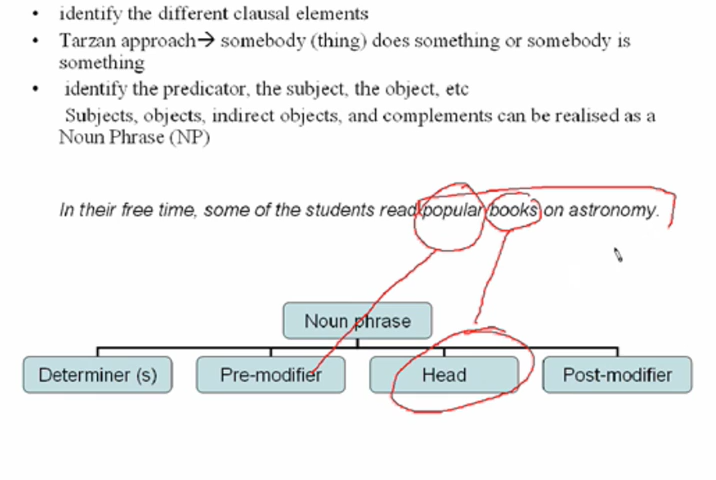 • identify the different clausal elements
• Tarzan approach→ somebody (thing) does something or somebody is
something
• identify the predicator, the subject, the object, etc
Subjects, objects, indirect objects, and complements can be realised as a
Noun Phrase (NP)
In their free time, some of the students read popular books on astronomy.
Noun phrase
Determiner (s) Pre-modifier Head Post-modifier